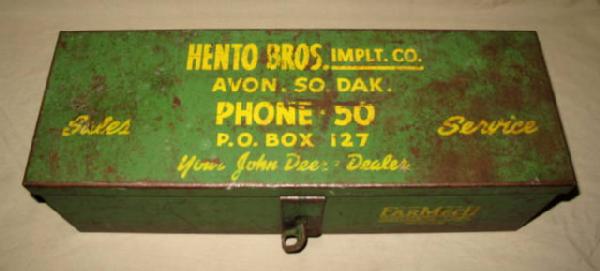 HENTO BROS. IMPLT. CO.
AVON. SO. DAK.
PHONE · 50
Sales
Service
P.O. BOX 127
Your John Deere Dealer